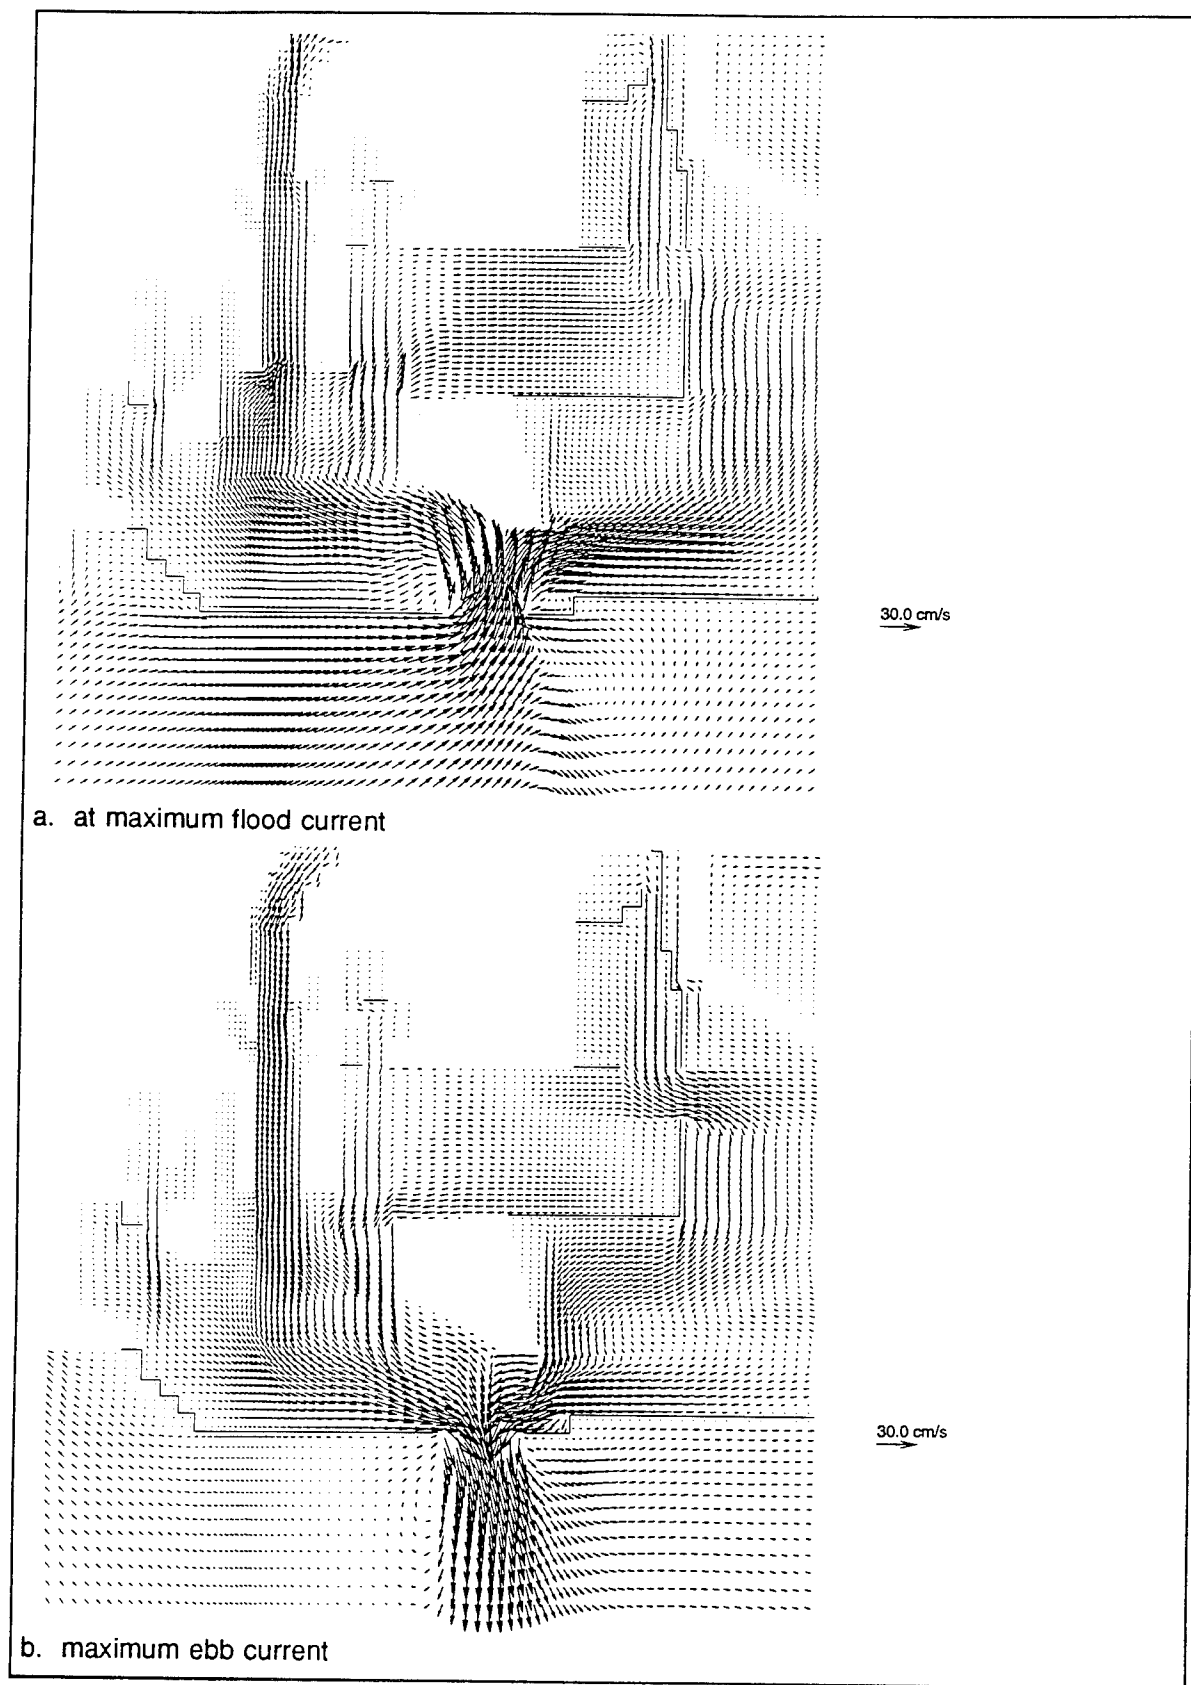 30.0 cm/s
a. at maximum flood current
30.0 cm/s
b. maximum ebb current